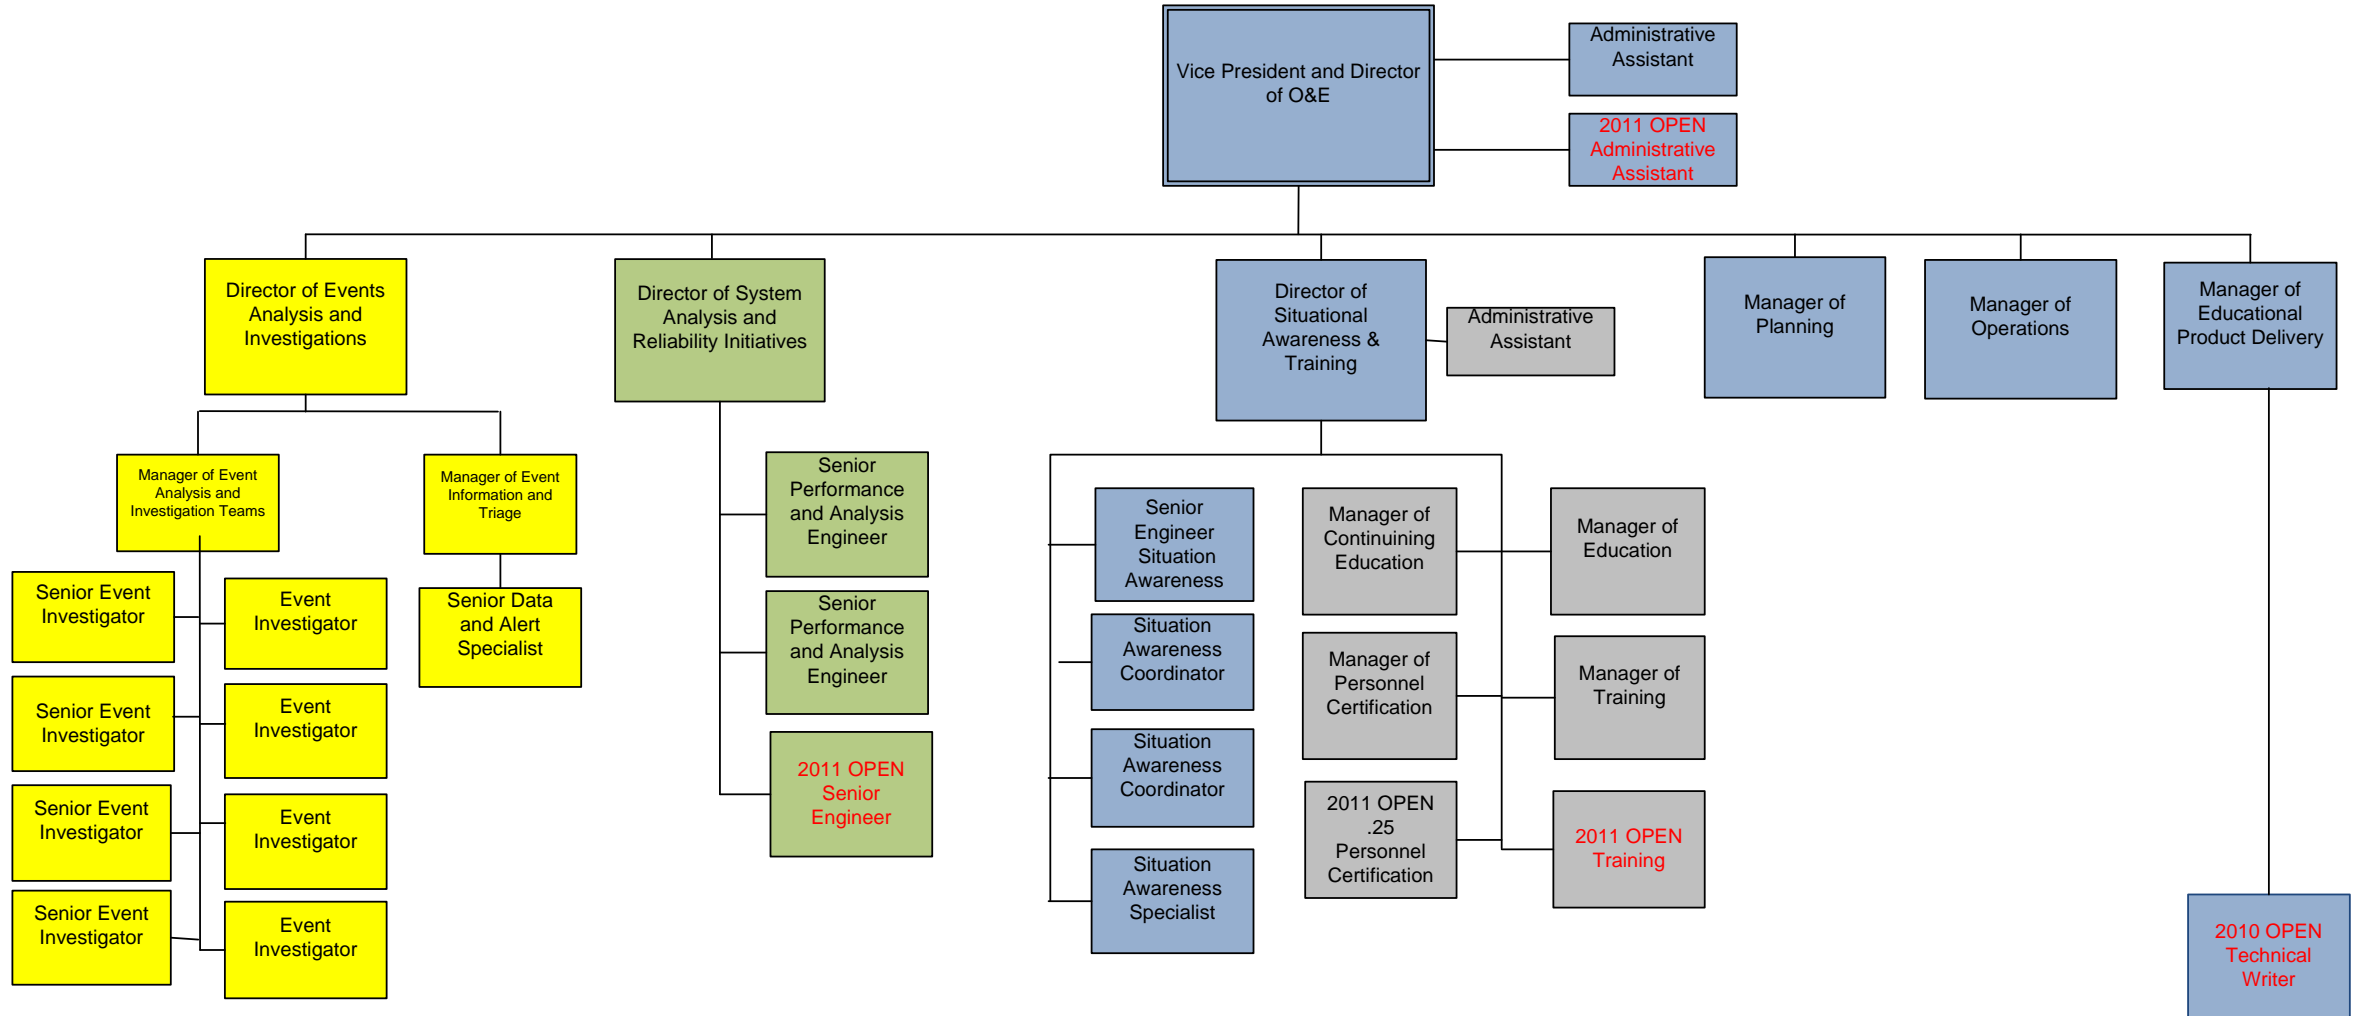 Vice President and Director
of O&E
Administrative
Assistant
2011 OPEN
Administrative
Assistant
Director of Events
Analysis and
Investigations
Director of System
Analysis and
Reliability Initiatives
Director of
Situational
Awareness &
Training
Administrative
Assistant
Manager of
Planning
Manager of
Operations
Manager of
Educational
Product Delivery
Manager of Event
Analysis and
Investigation Teams
Manager of Event
Information and
Triage
Senior Event
Investigator
Event
Investigator
Senior Data
and Alert
Specialist
Senior Event
Investigator
Event
Investigator
Senior Event
Investigator
Event
Investigator
Senior Event
Investigator
Event
Investigator
Senior
Performance
and Analysis
Engineer
Senior
Performance
and Analysis
Engineer
2011 OPEN
Senior
Engineer
Senior
Engineer
Situation
Awareness
Situation
Awareness
Coordinator
Situation
Awareness
Coordinator
Situation
Awareness
Specialist
Manager of
Continuining
Education
Manager of
Education
Manager of
Personnel
Certification
Manager of
Training
2011 OPEN
.25
Personnel
Certification
2011 OPEN
Training
2010 OPEN
Technical
Writer